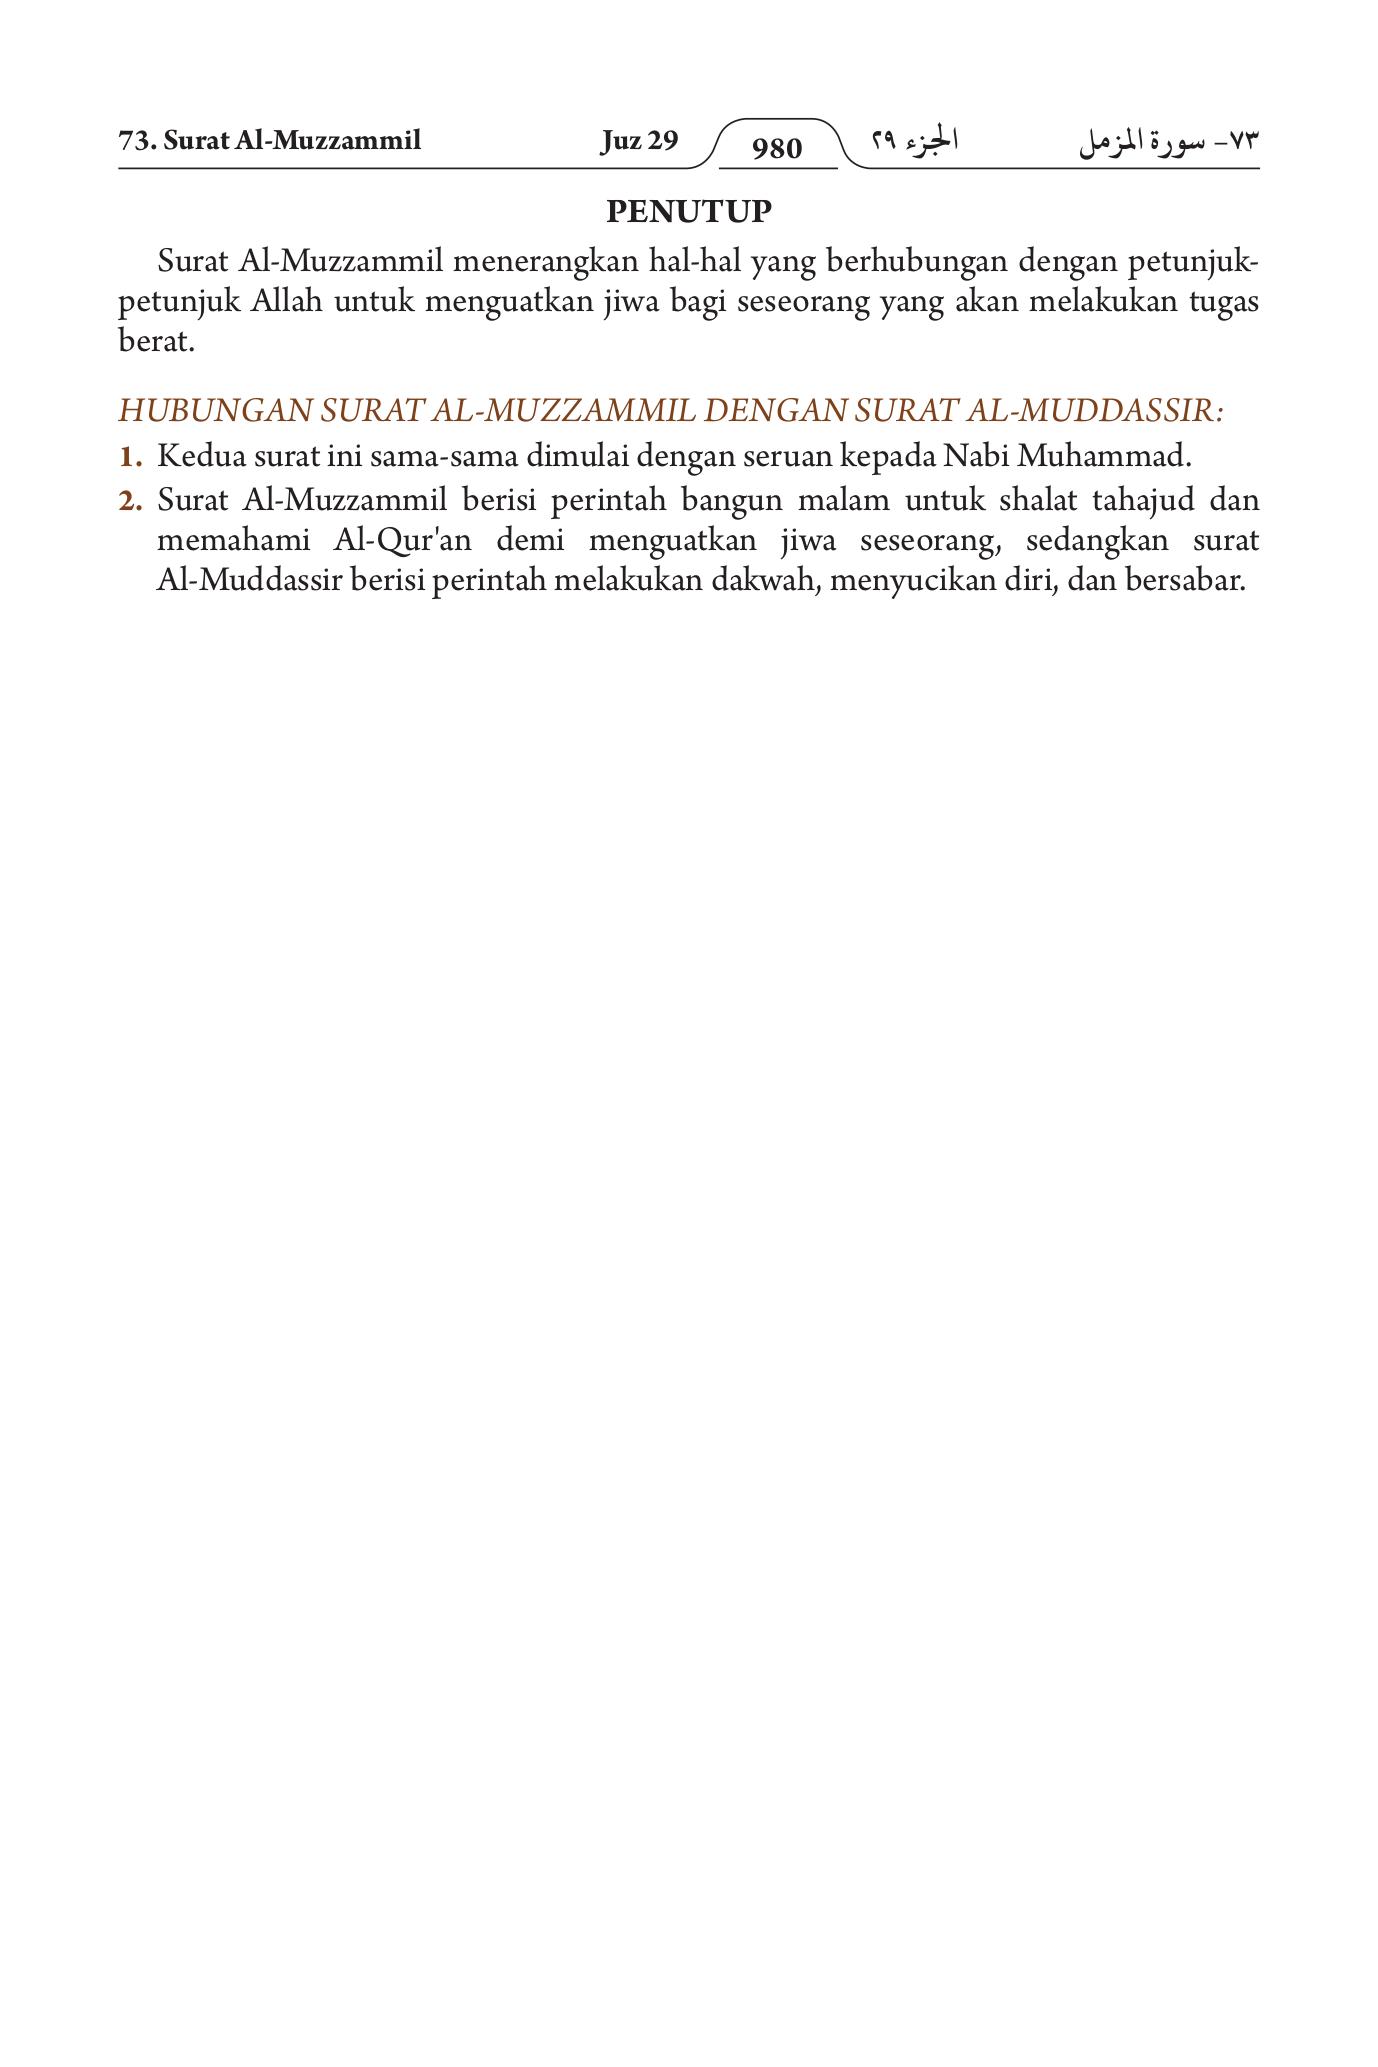 73. Surat Al-Muzzammil Juz 29 980 الجزء ٢٩ ٧٣- سورة المزمل
PENUTUP
Surat Al-Muzzammil menerangkan hal-hal yang berhubungan dengan petunjuk-
petunjuk Allah untuk menguatkan jiwa bagi seseorang yang akan melakukan tugas
berat.
HUBUNGAN SURAT AL-MUZZAMMIL DENGAN SURAT AL-MUDDASSIR:
1. Kedua surat ini sama-sama dimulai dengan seruan kepada Nabi Muhammad.
2. Surat Al-Muzzammil berisi perintah bangun malam untuk shalat tahajud dan
memahami Al-Qur'an demi menguatkan jiwa seseorang, sedangkan surat
Al-Muddassir berisi perintah melakukan dakwah, menyucikan diri, dan bersabar.